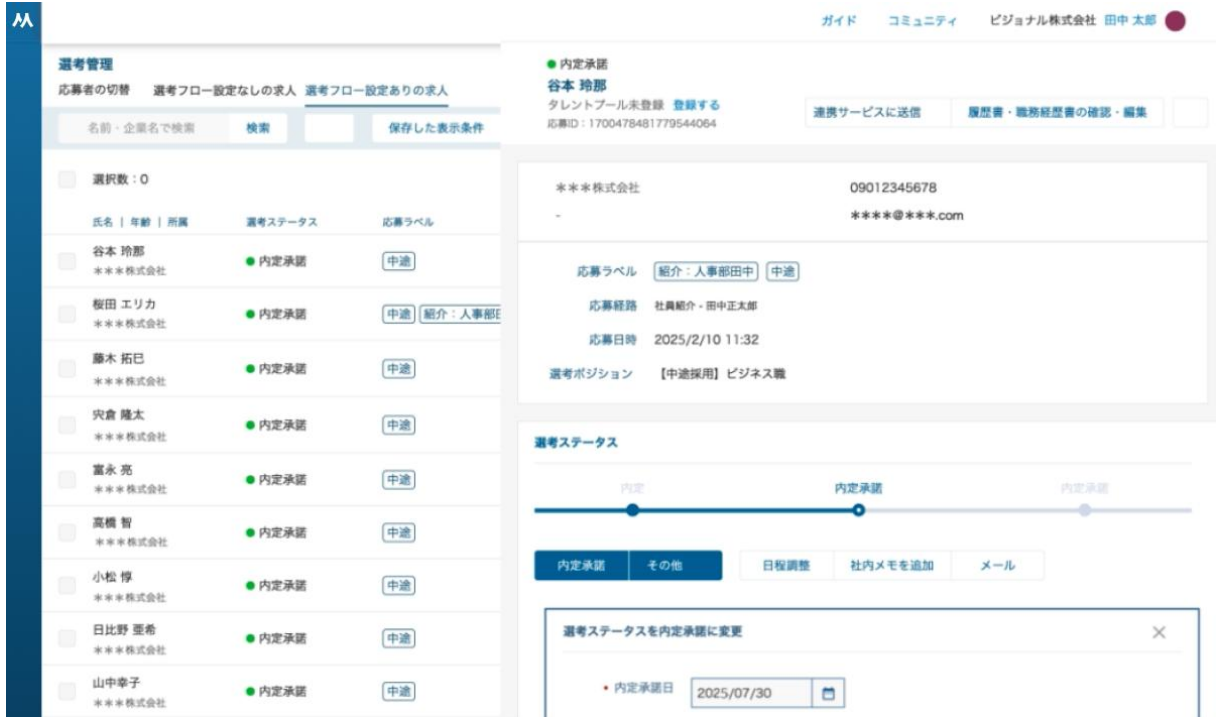 ガイド コミュニティ ビジョナル株式会社 田中 太郎
選考管理
応募者の切替 選考フロー設定なしの求人 選考フロー設定ありの求人
名前・企業名で検索 検索 保存した表示条件
選択数：0
氏名 | 年齢 | 所属 選考ステータス 応募ラベル
谷本 玲那 内定承諾 中途
＊＊＊株式会社
桜田 エリカ 内定承諾 中途 紹介：人事部田
＊＊＊株式会社
藤木 拓巳 内定承諾 中途
＊＊＊株式会社
宍倉 隆太 内定承諾 中途
＊＊＊株式会社
富永 亮 内定承諾 中途
＊＊＊株式会社
高橋 智 内定承諾 中途
＊＊＊株式会社
小松 惇 内定承諾 中途
＊＊＊株式会社
日比野 亜希 内定承諾 中途
＊＊＊株式会社
山中幸子 内定承諾 中途
＊＊＊株式会社
内定承諾
谷本 玲那
タレントプール未登録 登録する
応募ID：1700478481779544064
連携サービスに送信 履歴書・職務経歴書の確認・編集
＊＊＊株式会社 09012345678
- ****@***.com
応募ラベル 紹介：人事部田中 中途
応募経路 社員紹介 - 田中正太郎
応募日時 2025/2/10 11:32
選考ポジション 【中途採用】ビジネス職
選考ステータス
内定 内定承諾 内定承諾
内定承諾 その他 日程調整 社内メモを追加 メール
選考ステータスを内定承諾に変更
• 内定承諾日 2025/07/30